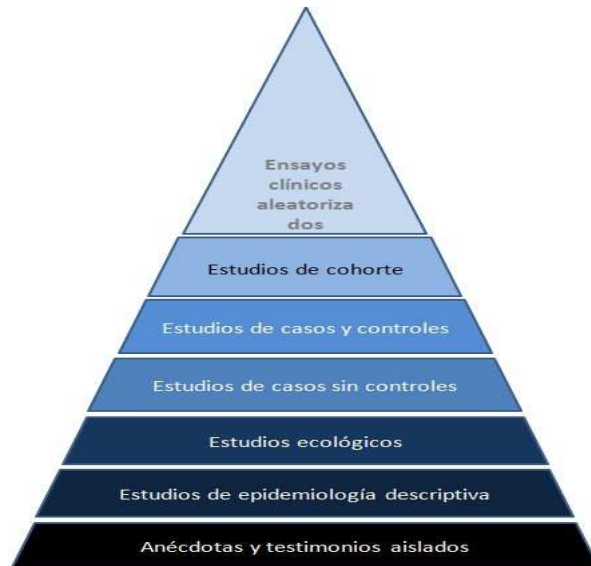 Ensayos
clínicos
aleatoriza
dos
Estudios de cohorte
Estudios de casos y controles
Estudios de casos sin controles
Estudios ecológicos
Estudios de epidemiología descriptiva
Anécdotas y testimonios aislados